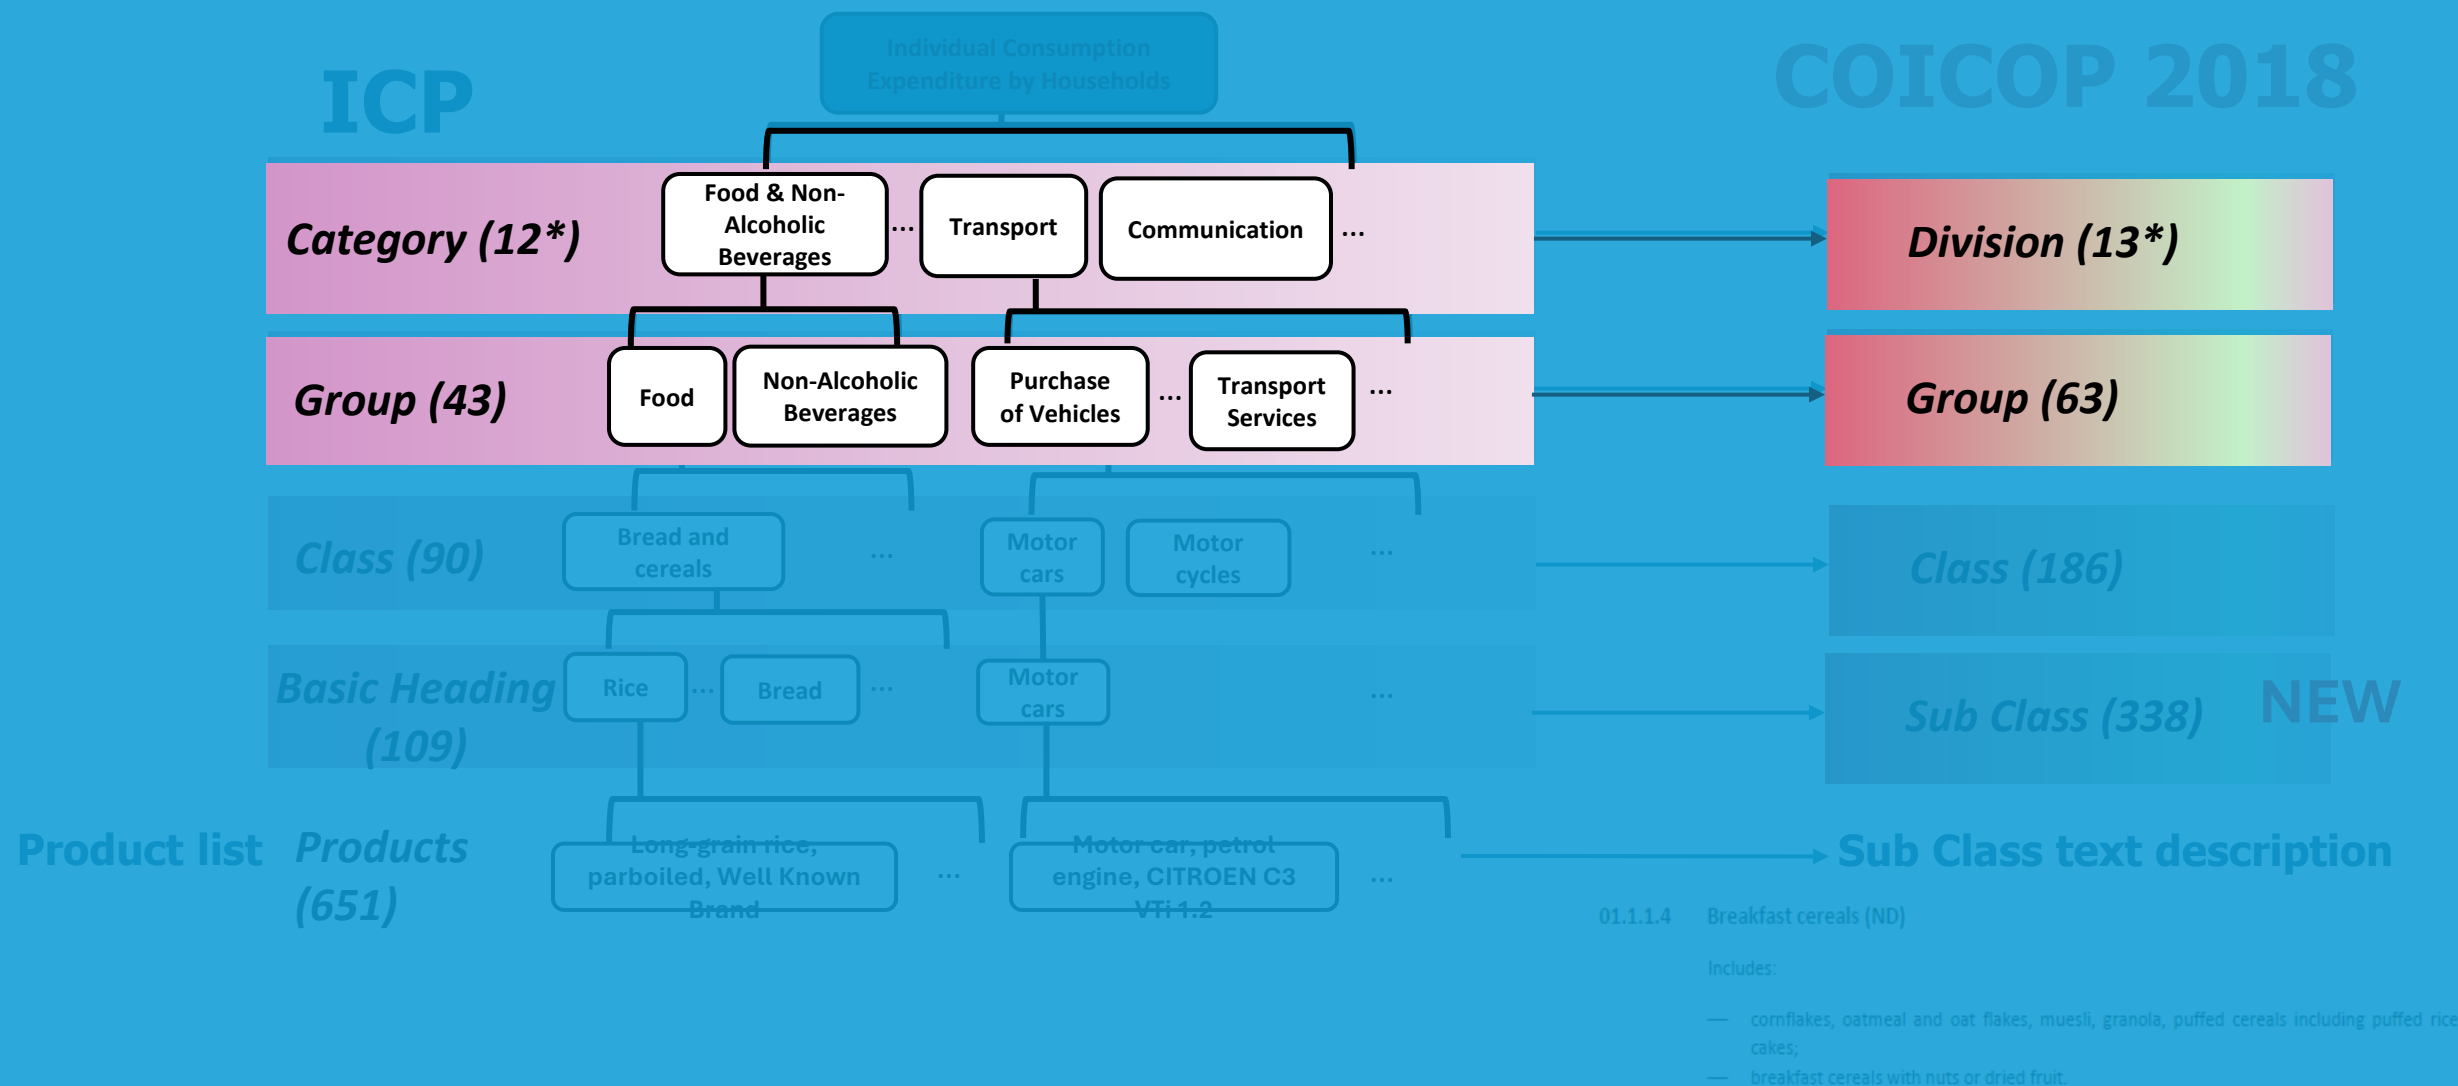 Individual Consumption
Expenditure by Households
ICP
COICOP 2018
Category (12*)
Food & Non-
Alcoholic
Beverages
...
Transport
Communication
...
Division (13*)
Group (43)
Food
Non-Alcoholic
Beverages
Purchase
of Vehicles
...
Transport
Services
...
Group (63)
Class (90)
Bread and
cereals
...
Motor
cars
Motor
cycles
...
Class (186)
Basic Heading
(109)
Rice
...
Bread
...
Motor
cars
...
Sub Class (338)
NEW
Product list
Products
(651)
Long-grain rice,
parboiled, Well Known
Brand
...
Motor car, petrol
engine, CITROEN C3
VTi 1.2
...
Sub Class text description
01.1.1.4 Breakfast cereals (ND)
Includes:
— cornflakes, oatmeal and oat flakes, muesli, granola, puffed cereals including puffed rice
cakes;
— breakfast cereals with nuts or dried fruit.